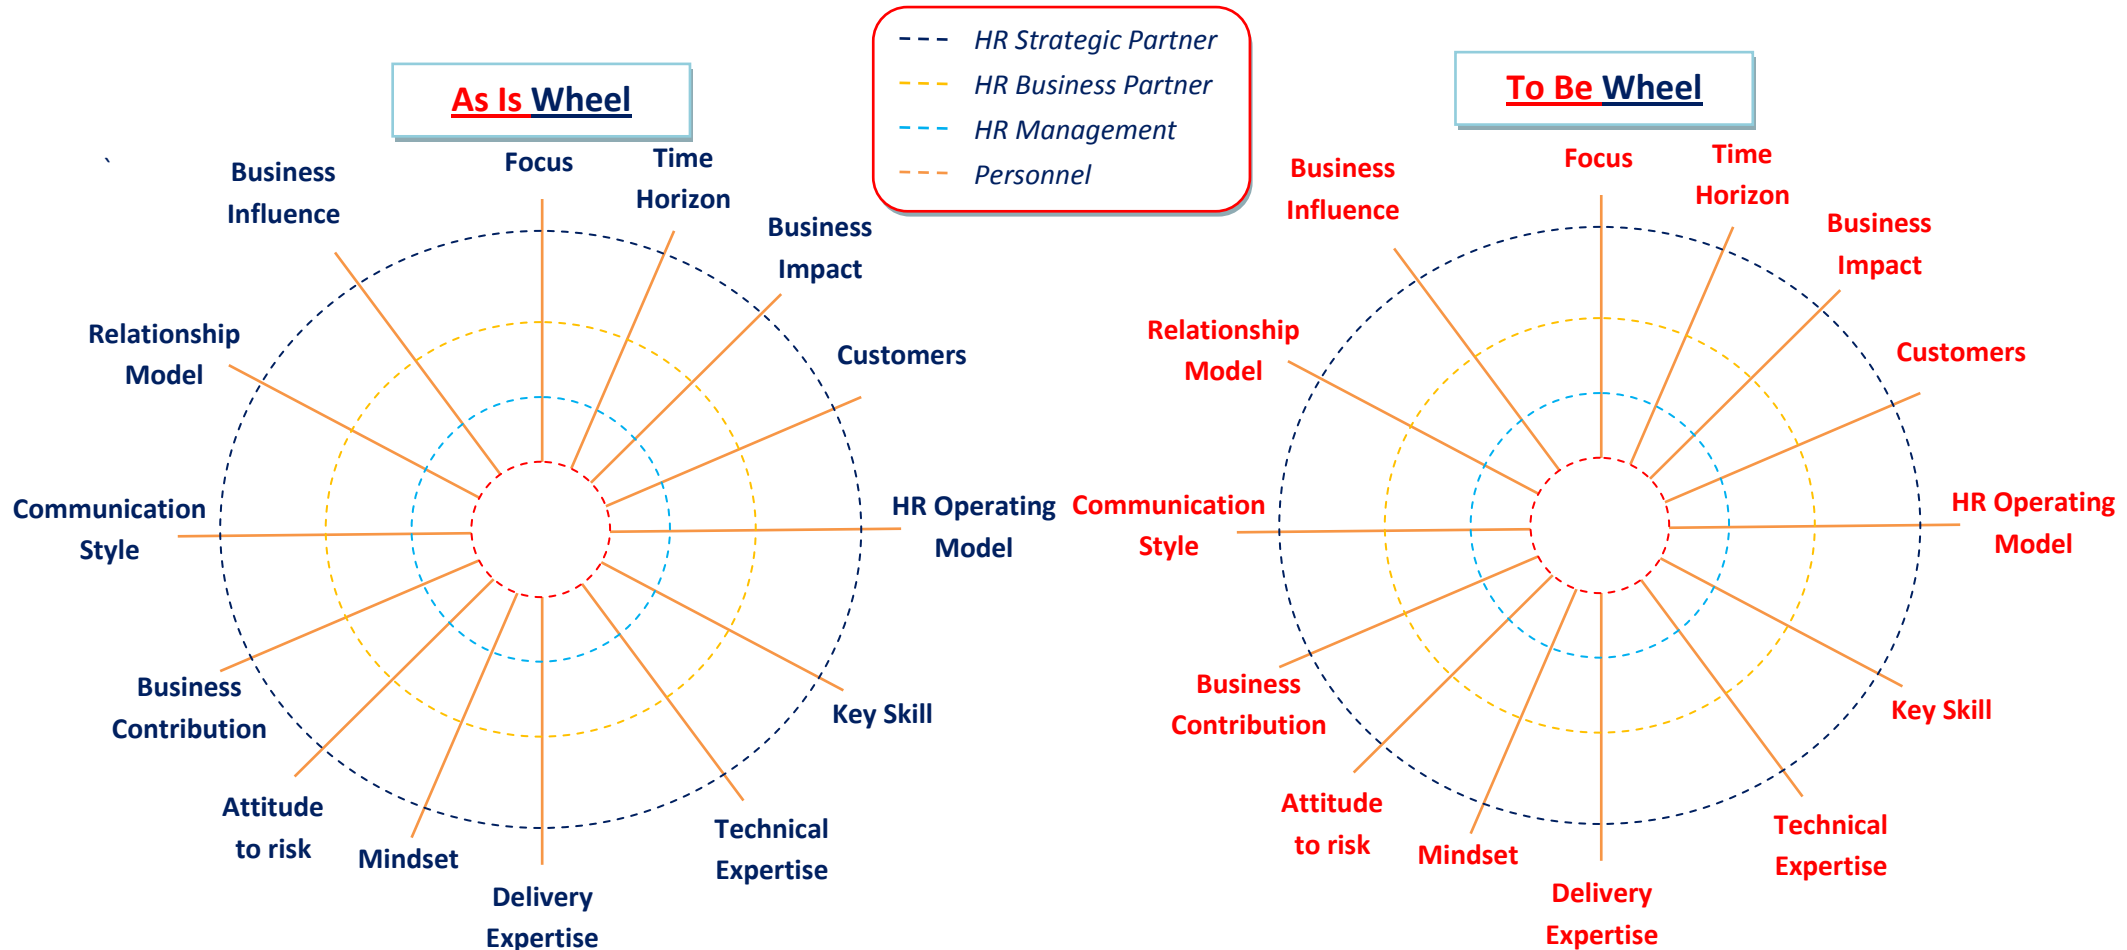 HR Strategic Partner
HR Business Partner
HR Management
Personnel
As Is Wheel
Focus
Time
Horizon
Business
Impact
Customers
HR Operating
Model
Key Skill
Technical
Expertise
Delivery
Expertise
Mindset
Attitude
to risk
Business
Contribution
Communication
Style
Relationship
Model
Business
Influence
`
To Be Wheel
Focus
Time
Horizon
Business
Impact
Customers
HR Operating
Model
Key Skill
Technical
Expertise
Delivery
Expertise
Mindset
Attitude
to risk
Business
Contribution
Communication
Style
Relationship
Model
Business
Influence